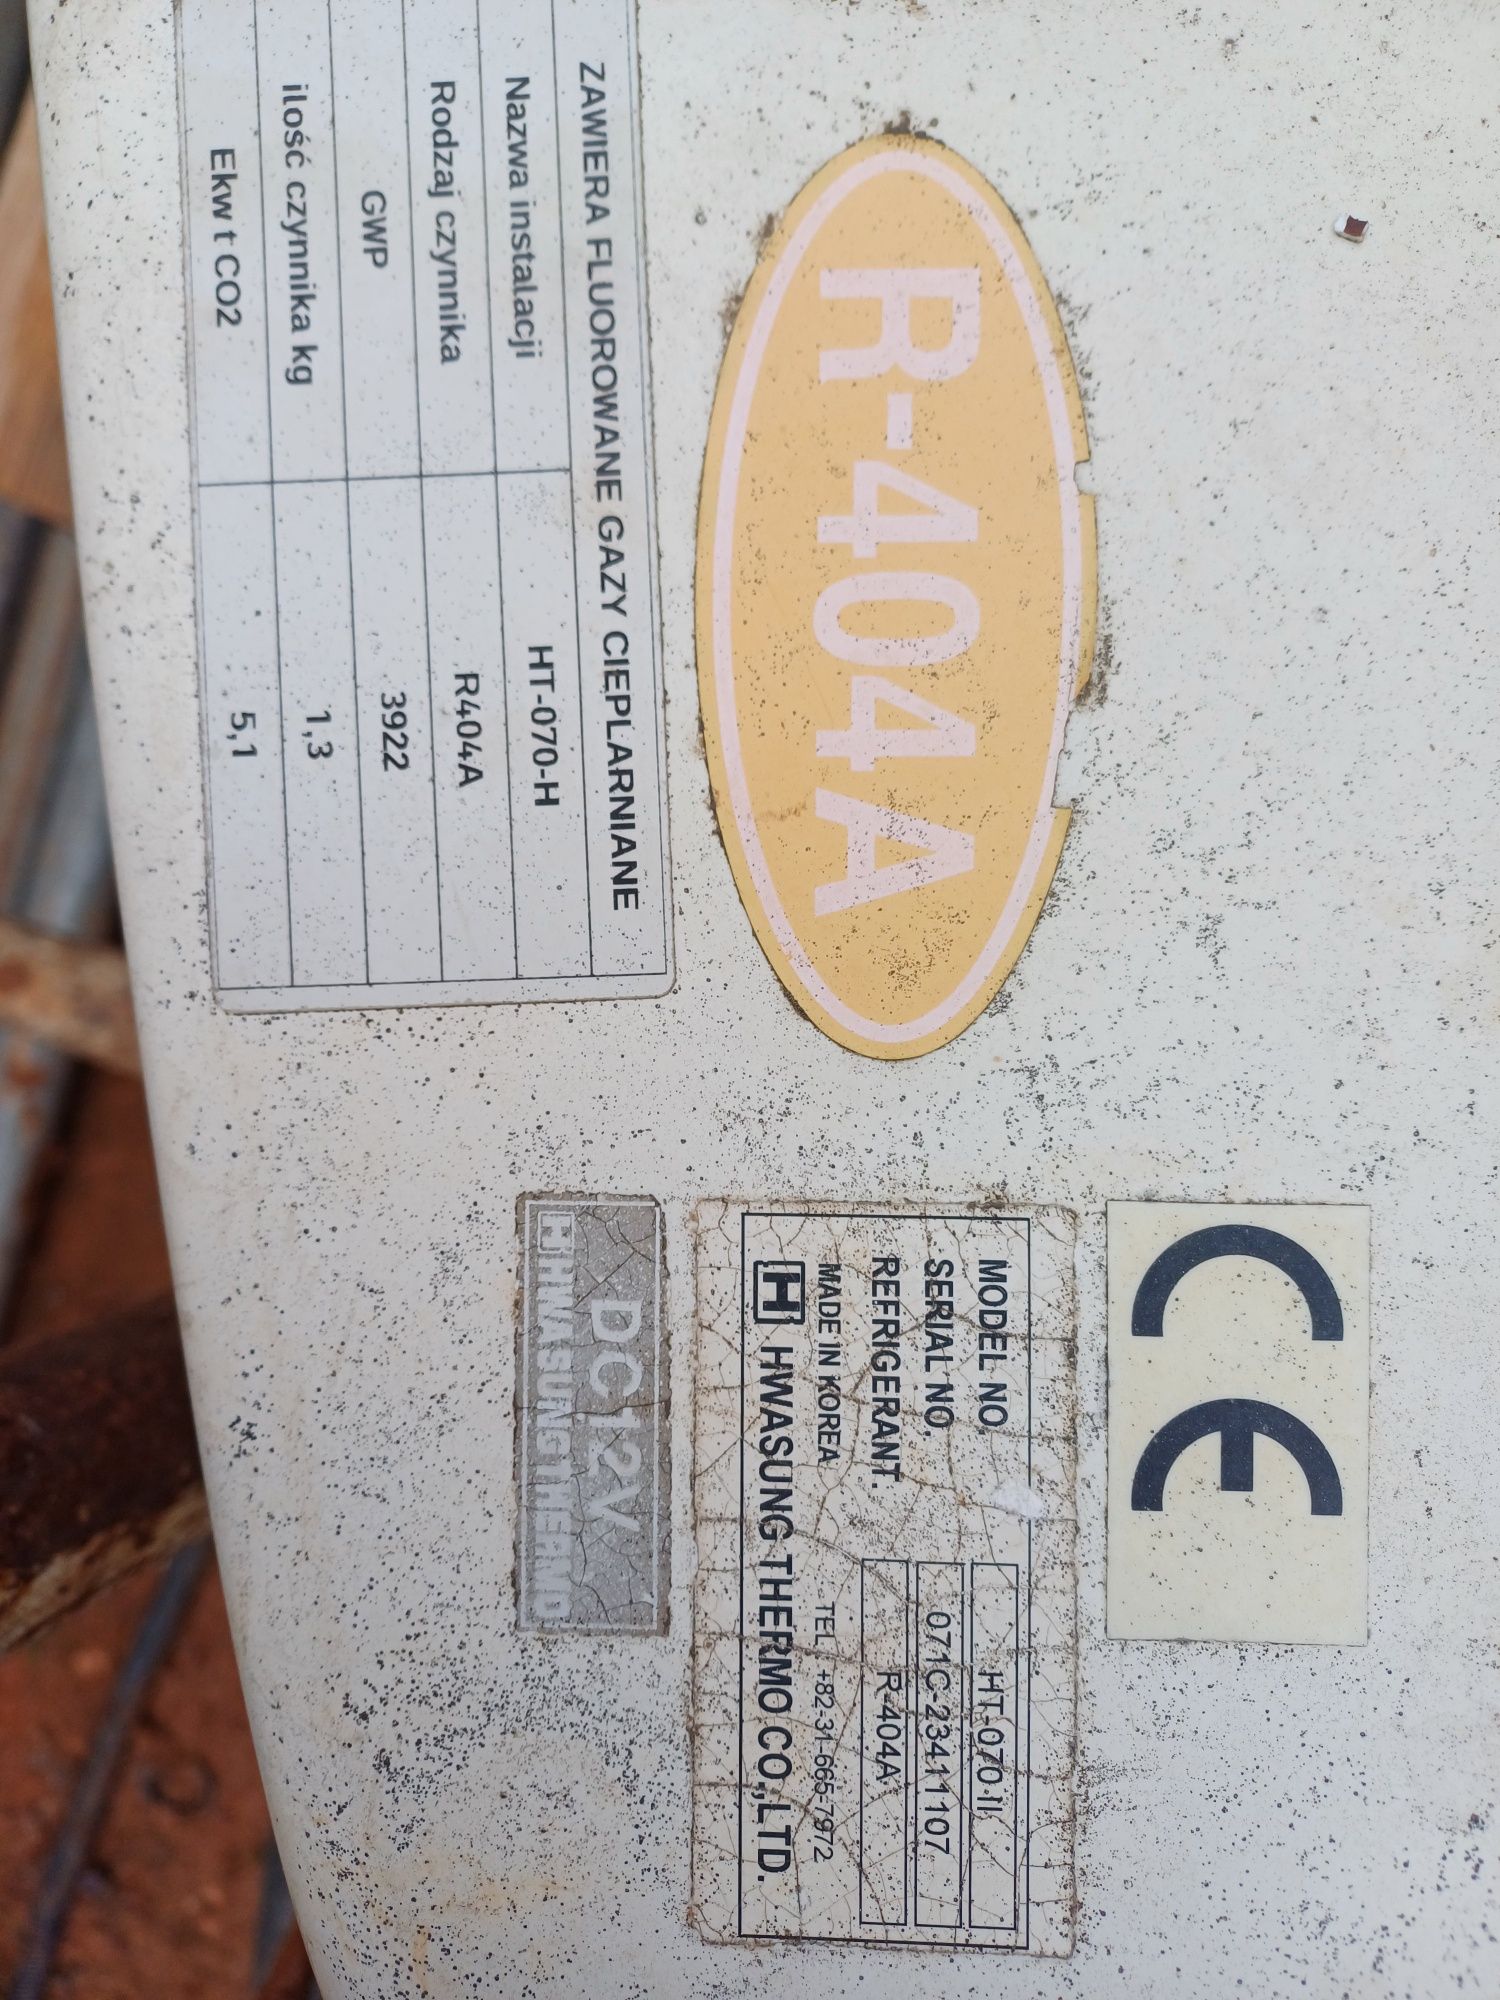 CE
MODEL NO. HT-070-II
SERIAL NO. 071C-23411107
REFRIGERANT. R-404A
MADE IN KOREA TEL +82-31-665-7972
H HWASUNG THERMO CO.,LTD.
R-404A
DC12V
H HWASUNG THERMO
ZAWIERA FLUOROWANE GAZY CIEPLARNIANE
Nazwa instalacji HT-070-H
Rodzaj czynnika R404A
GWP 3922
ilość czynnika kg 1,3
Ekw t CO2 5,1